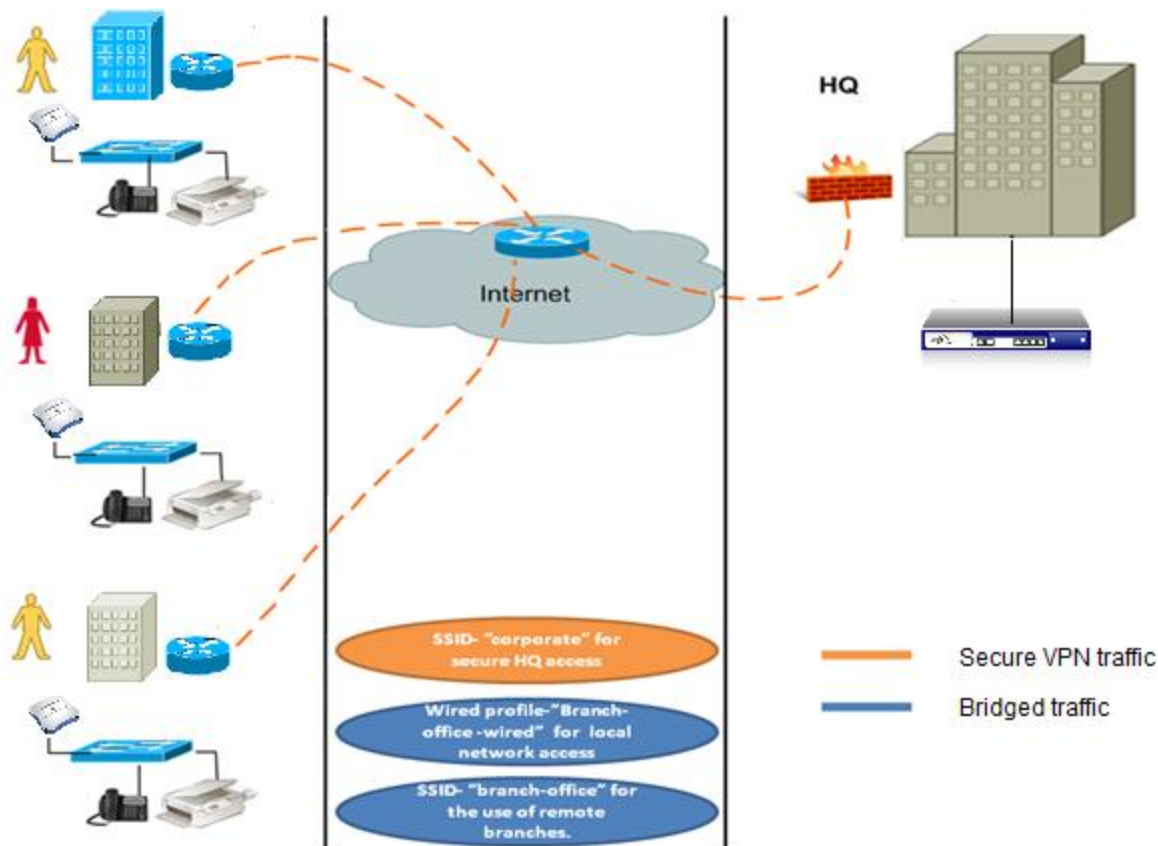 HQ
Internet
SSID- “corporate” for
secure HQ access
Wired profile-”Branch-
office -wired” for local
network access
SSID- “branch-office” for
the use of remote
branches.
Secure VPN traffic
Bridged traffic